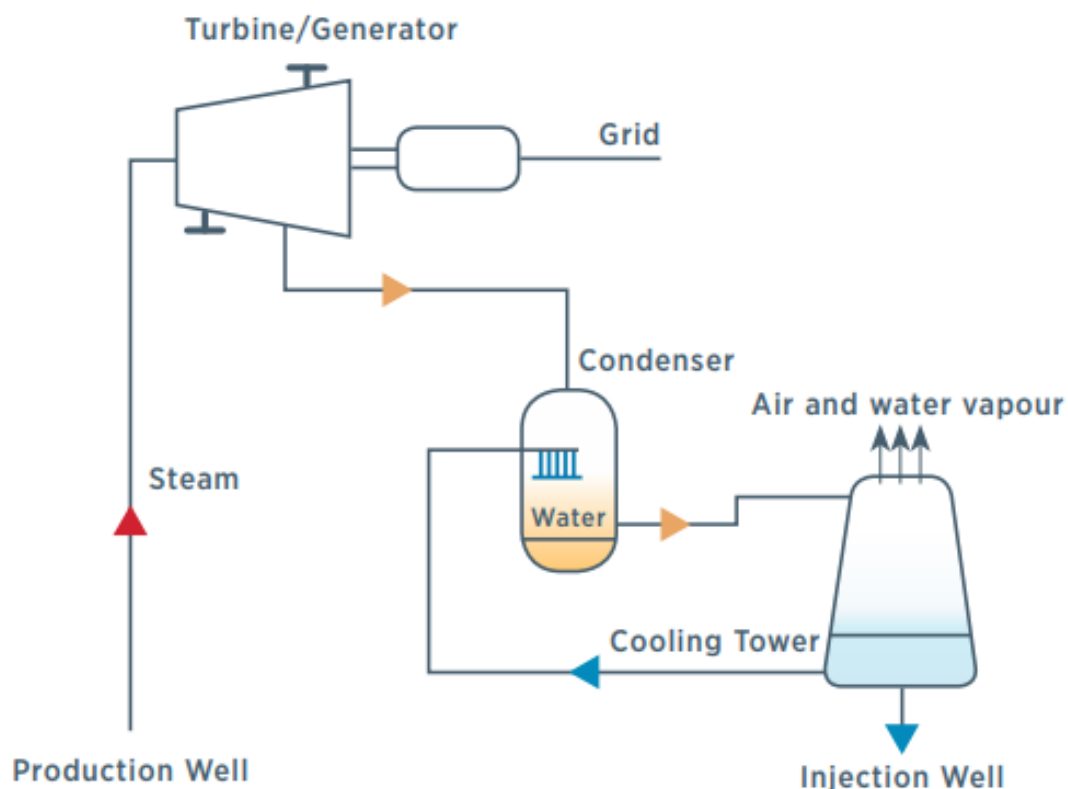 Turbine/Generator
Grid
Condenser
Air and water vapour
Steam
Water
Cooling Tower
Production Well
Injection Well